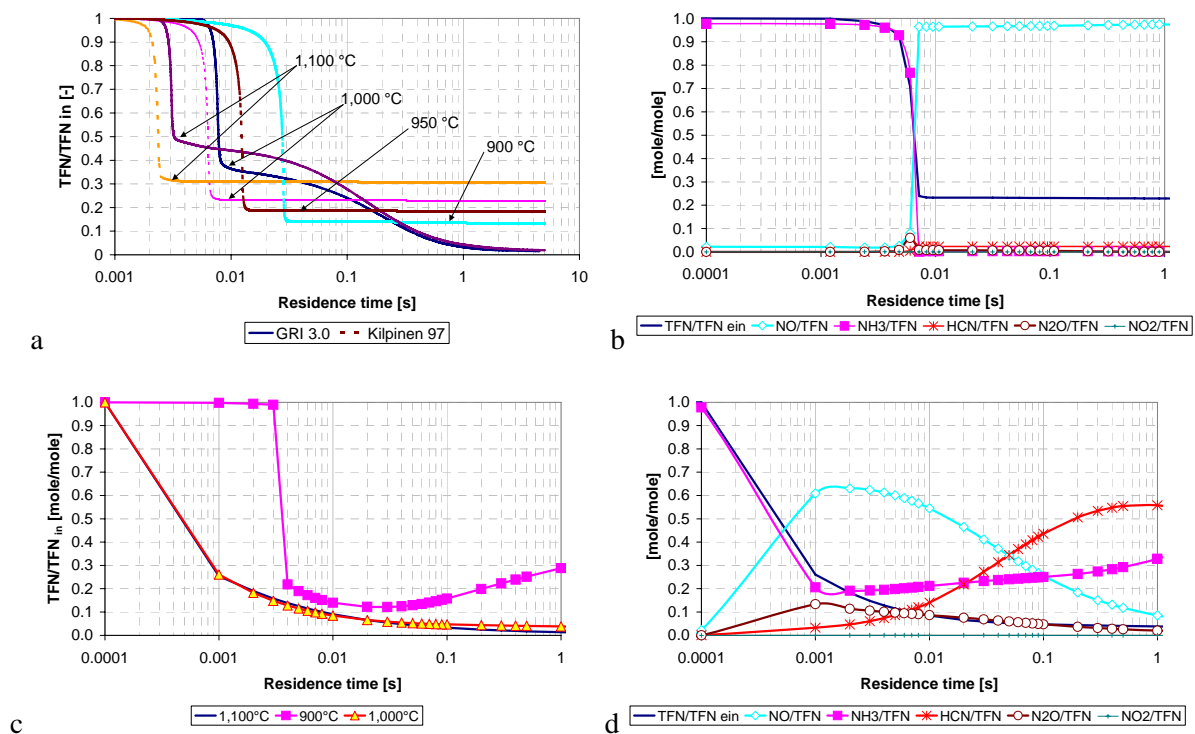 1
0.9
0.8
0.7
0.6
0.5
0.4
0.3
0.2
0.1
0
TFN/TFN in [-]
1,100 °C
1,000 °C
950 °C
900 °C
0.001 0.01 0.1 1 10
Residence time [s]
GRI 3.0 Kilpinen 97
a
1.0
0.9
0.8
0.7
0.6
0.5
0.4
0.3
0.2
0.1
0.0
[mole/mole]
0.0001 0.001 0.01 0.1 1
Residence time [s]
TFN/TFN ein NO/TFN NH3/TFN HCN/TFN N2O/TFN NO2/TFN
b
1.0
0.9
0.8
0.7
0.6
0.5
0.4
0.3
0.2
0.1
0.0
TFN/TFN in [mole/mole]
0.0001 0.001 0.01 0.1 1
Residence time [s]
1,100°C 900°C 1,000°C
c
1.0
0.9
0.8
0.7
0.6
0.5
0.4
0.3
0.2
0.1
0.0
[mole/mole]
0.0001 0.001 0.01 0.1 1
Residence time [s]
TFN/TFN ein NO/TFN NH3/TFN HCN/TFN N2O/TFN NO2/TFN
d